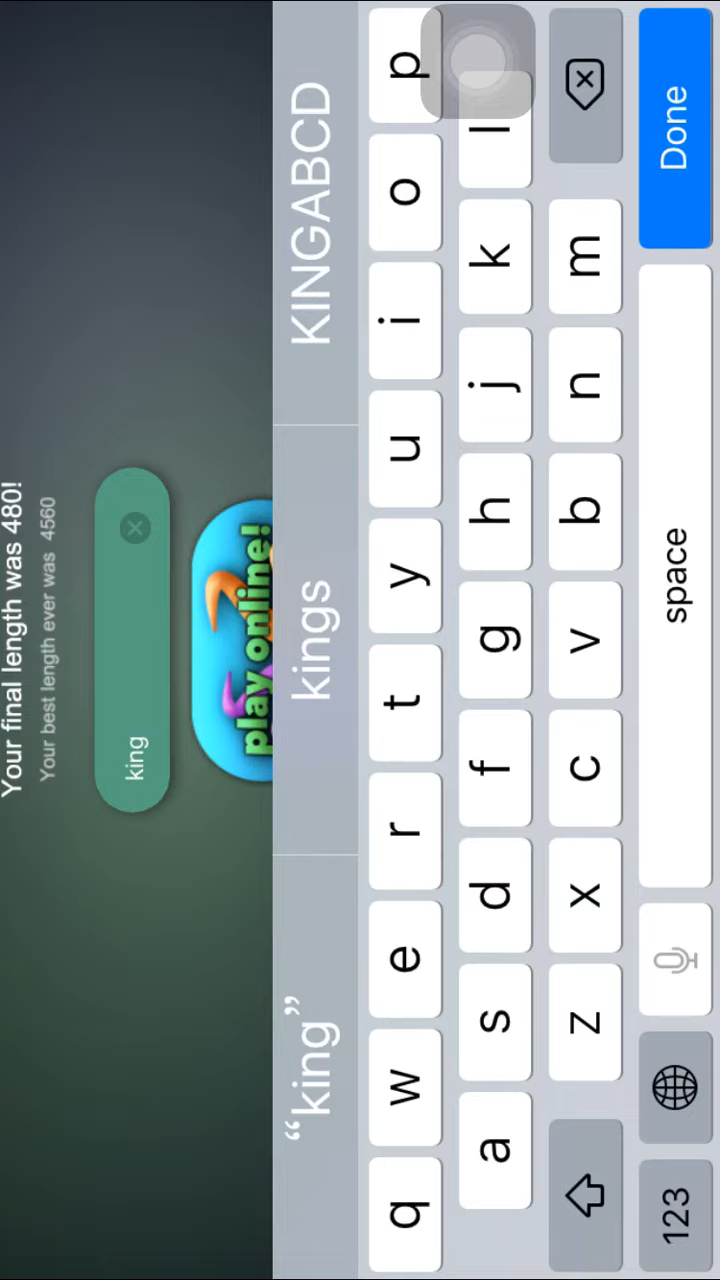 Your final length was 480!
Your best length ever was 4560
king
play online!
“king” kings KINGABCD
q w e r t y u i o p
a s d f g h j k l
z x c v b n m
123 space Done